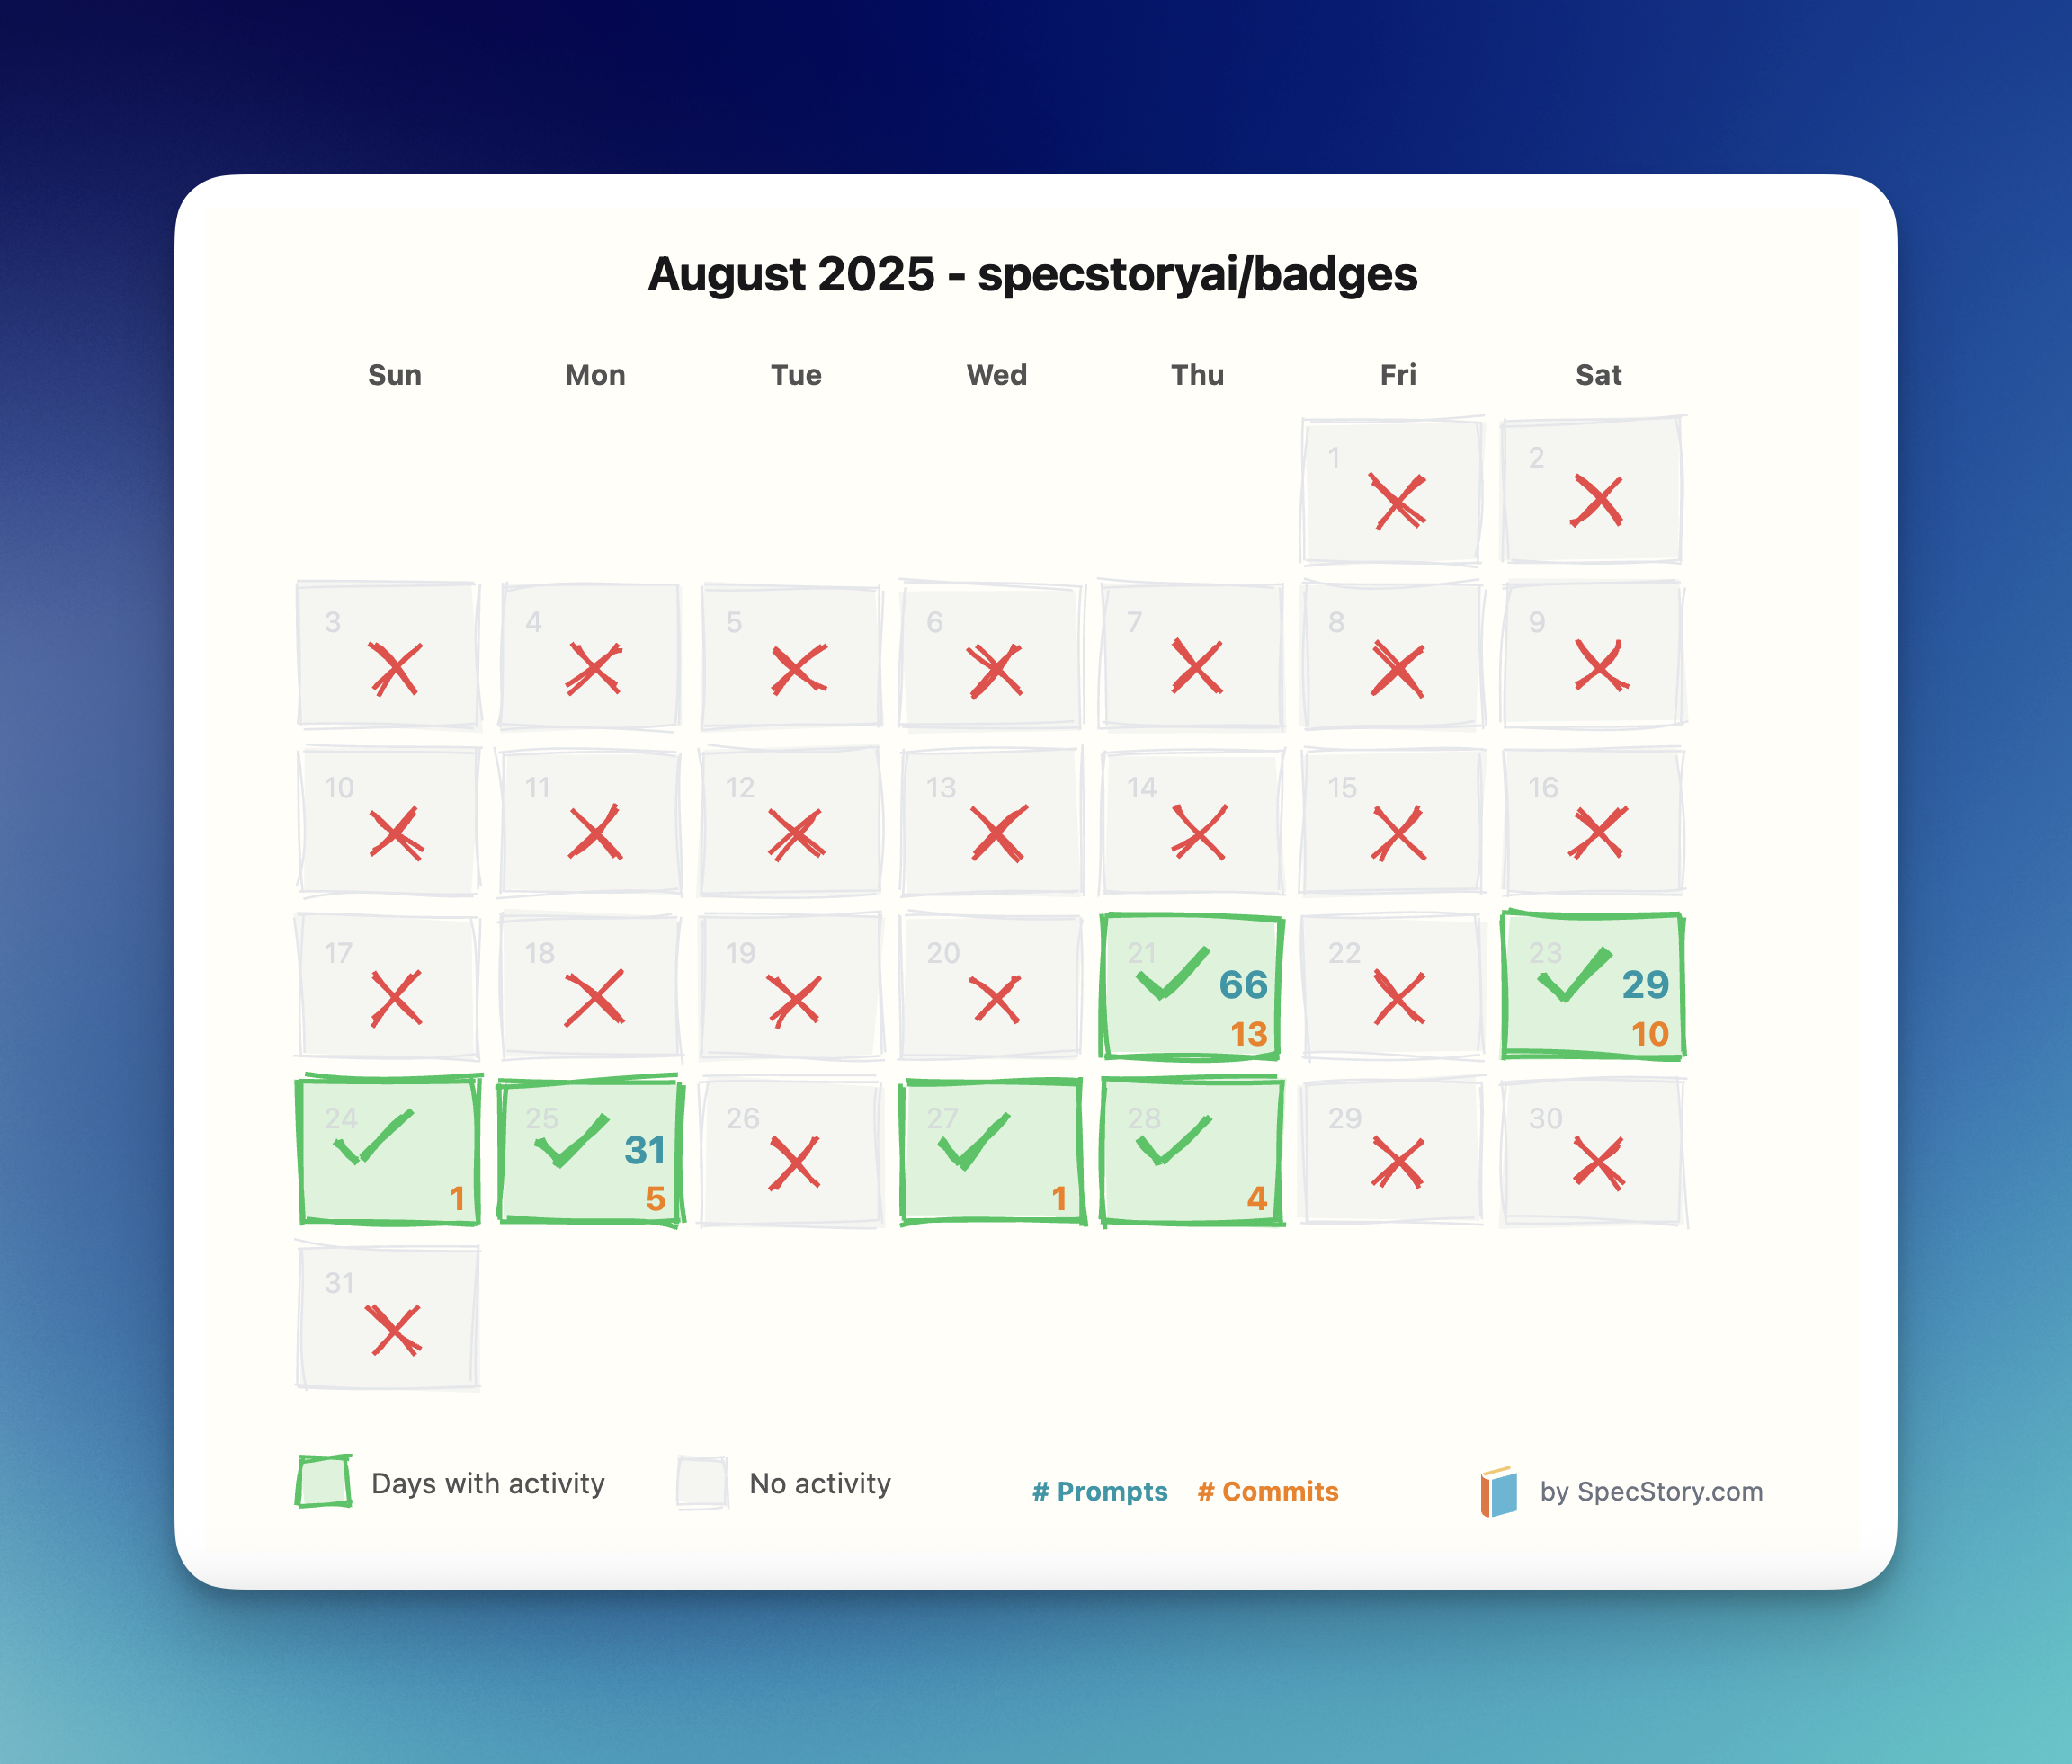 August 2025 - specstoryai/badges
Sun Mon Tue Wed Thu Fri Sat
1 2
3 4 5 6 7 8 9
10 11 12 13 14 15 16
17 18 19 20 21 22 23
66 29
13 10
24 25 26 27 28 29 30
31
1 5 1 4
31
Days with activity No activity # Prompts # Commits by SpecStory.com